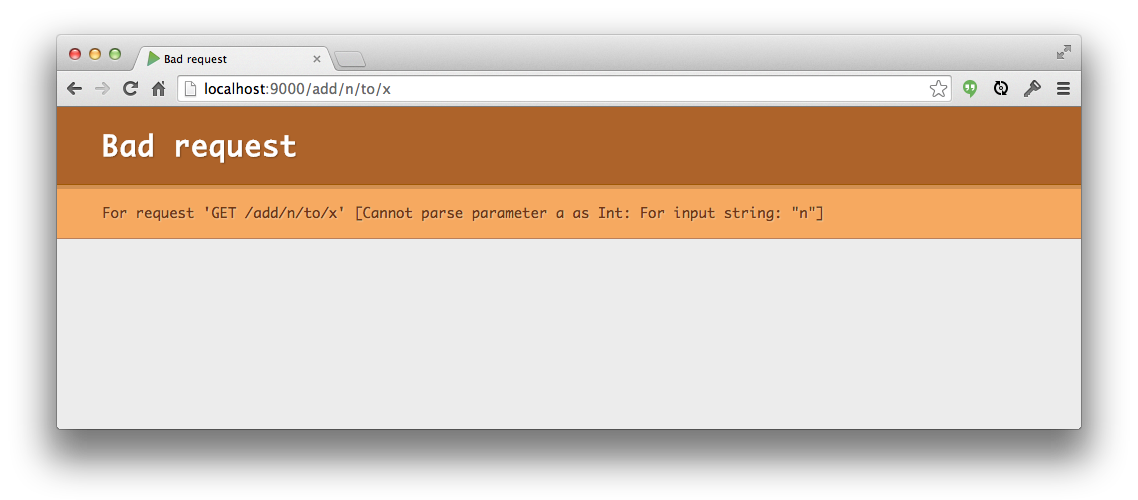 Bad request
localhost:9000/add/n/to/x
Bad request
For request 'GET /add/n/to/x' [Cannot parse parameter a as Int: For input string: "n"]